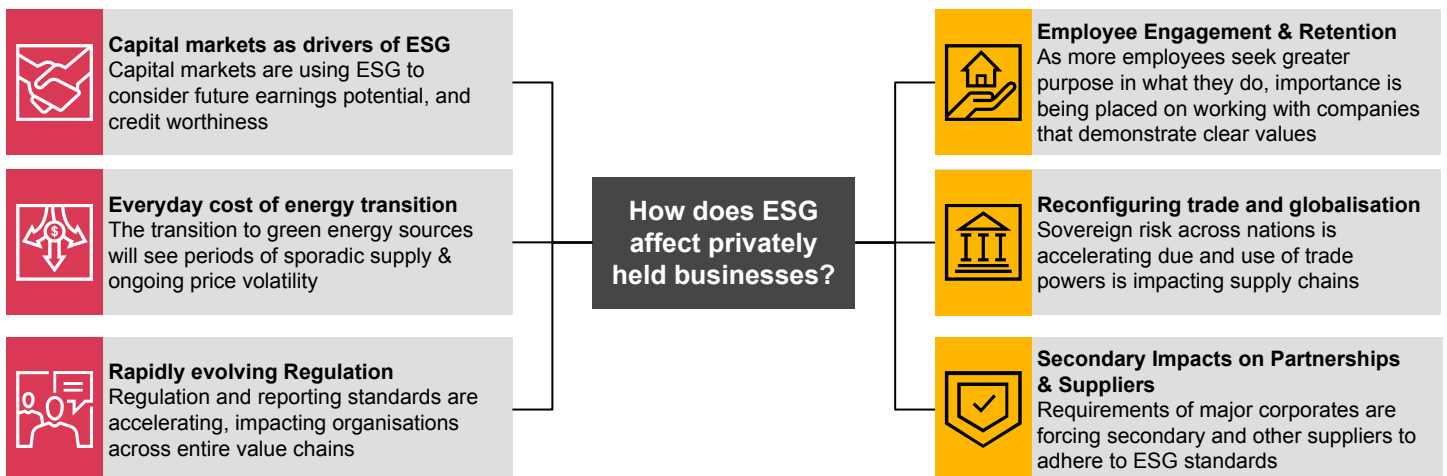 Capital markets as drivers of ESG
Capital markets are using ESG to
consider future earnings potential, and
credit worthiness
Everyday cost of energy transition
The transition to green energy sources
will see periods of sporadic supply &
ongoing price volatility
Rapidly evolving Regulation
Regulation and reporting standards are
accelerating, impacting organisations
across entire value chains
How does ESG
affect privately
held businesses?
Employee Engagement & Retention
As more employees seek greater
purpose in what they do, importance is
being placed on working with companies
that demonstrate clear values
Reconfiguring trade and globalisation
Sovereign risk across nations is
accelerating due and use of trade
powers is impacting supply chains
Secondary Impacts on Partnerships
& Suppliers
Requirements of major corporates are
forcing secondary and other suppliers to
adhere to ESG standards